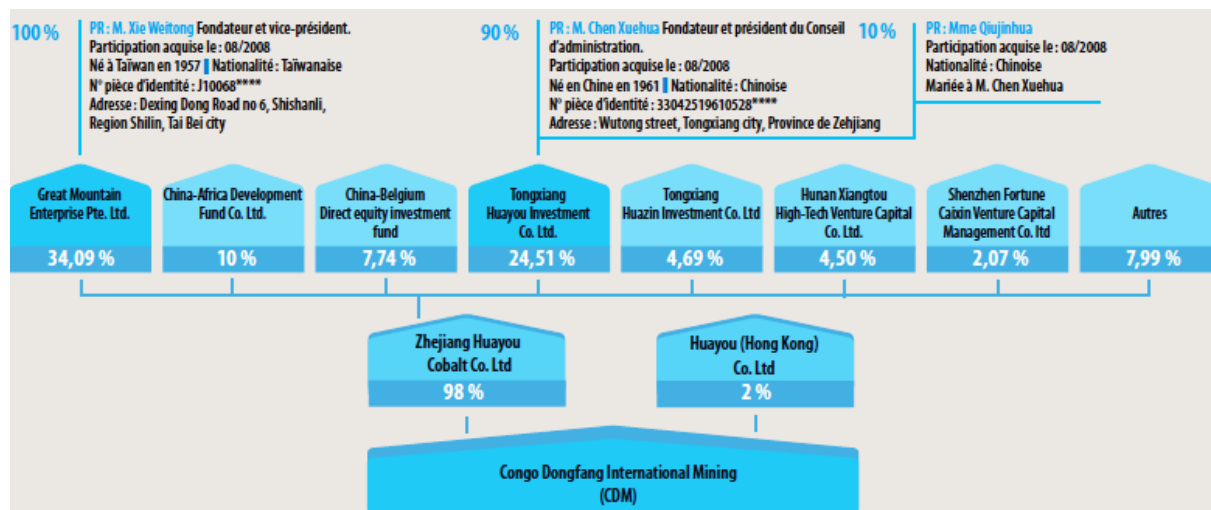 100 %
PR : M. Xie Weitong Fondateur et vice-président.
Participation acquise le : 08/2008
Né à Taïwan en 1957 Nationalité : Taïwanaise
N° pièce d'identité : J10068****
Adresse : Dexing Dong Road no 6, Shishanli,
Region Shilin, Tai Bei city
90 %
PR : M. Chen Xuehua Fondateur et président du Conseil
d'administration.
Participation acquise le : 08/2008
Né en Chine en 1961 Nationalité : Chinoise
N° pièce d'identité : 33042519610528****
Adresse : Wutong street, Tongxiang city, Province de Zehjiang
10 %
PR : Mme Qiujinhua
Participation acquise le : 08/2008
Nationalité : Chinoise
Mariée à M. Chen Xuehua
Great Mountain
Enterprise Pte. Ltd.
34,09 %
China-Africa Development
Fund Co. Ltd.
10 %
China-Belgium
Direct equity investment
fund
7,74 %
Tongxiang
Huayou Investment
Co. Ltd.
24,51 %
Tongxiang
Huazin Investment Co. Ltd
4,69 %
Hunan Xiangtou
High-Tech Venture Capital
Co. Ltd.
4,50 %
Shenzhen Fortune
Caixin Venture Capital
Management Co. ltd
2,07 %
Autres
7,99 %
Zhejiang Huayou
Cobalt Co. Ltd
98 %
Huayou (Hong Kong)
Co. Ltd
2 %
Congo Dongfang International Mining
(CDM)